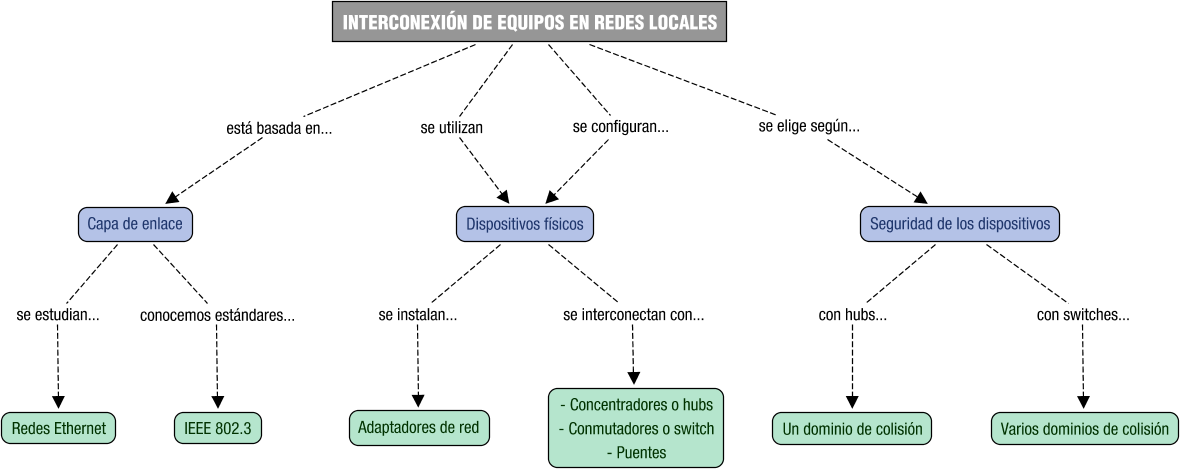 INTERCONEXIÓN DE EQUIPOS EN REDES LOCALES
está basada en...
se utilizan
se configuran...
se elige según...
Capa de enlace
Dispositivos físicos
Seguridad de los dispositivos
se estudian...
conocemos estándares...
se instalan...
se interconectan con...
con hubs...
con switches...
Redes Ethernet
IEEE 802.3
Adaptadores de red
- Concentradores o hubs
- Conmutadores o switch
- Puentes
Un dominio de colisión
Varios dominios de colisión